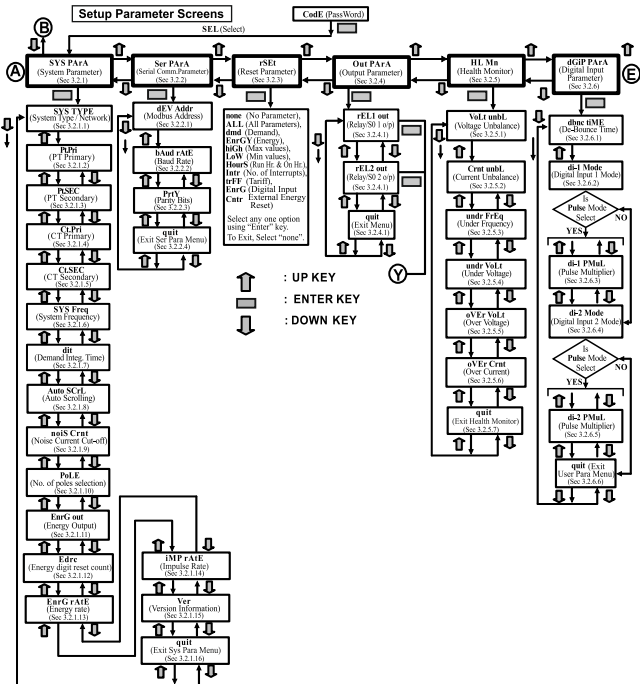 Setup Parameter Screens
B
CodE (PassWord)
SEL (Select)
A
SYS PArA
(System Parameter)
(Sec 3.2.1)
Ser PArA
(Serial Comm.Parameter)
(Sec 3.2.2)
rSEt
(Reset Parameter)
(Sec 3.2.3)
Out PArA
(Output Parameter)
(Sec 3.2.4)
HL Mn
(Health Monitor)
(Sec 3.2.5)
dGiP PArA
(Digital Input
Parameter)
(Sec 3.2.6)
E
SYS TYPE
(System Type / Network)
(Sec 3.2.1.1)
Pt.Pri
(PT Primary)
(Sec 3.2.1.2)
Pt.SEC
(PT Secondary)
(Sec 3.2.1.3)
Ct.Pri
(CT Primary)
(Sec 3.2.1.4)
Ct.SEC
(CT Secondary)
(Sec 3.2.1.5)
SYS Freq
(System Frequency)
(Sec 3.2.1.6)
dit
(Demand Integ. Time)
(Sec 3.2.1.7)
Auto SCrL
(Auto Scrolling)
(Sec 3.2.1.8)
noiS Crnt
(Noise Current Cut-off)
(Sec 3.2.1.9)
PoLE
(No. of poles selection)
(Sec 3.2.1.10)
EnrG out
(Energy Output)
(Sec 3.2.1.11)
Edrc
(Energy digit reset count)
(Sec 3.2.1.12)
EnrG rAtE
(Energy rate)
(Sec 3.2.1.13)
iMP rAtE
(Impulse Rate)
(Sec 3.2.1.14)
Ver
(Version Information)
(Sec 3.2.1.15)
quit
(Exit Sys Para Menu)
(Sec 3.2.1.16)
dEV Addr
(Modbus Address)
(Sec 3.2.2.1)
bAud rAtE
(Baud Rate)
(Sec 3.2.2.2)
PrtY
(Parity Bits)
(Sec 3.2.2.3)
quit
(Exit Ser Para Menu)
(Sec 3.2.2.4)
none (No Parameter),
ALL (All Parameters),
dmd (Demand),
EnrGY (Energy),
hiGh (Max values),
LoW (Min values),
HourS (Run Hr. & On Hr.),
Intr (No. of Interrupts),
trFF (Tariff),
EnrG (Digital Input
Cntr External Energy
Reset)
Select any one option
using "Enter" key.
To Exit, Select "none".
: UP KEY
: ENTER KEY
: DOWN KEY
rEL1 out
(Relay/S0 1 o/p)
(Sec 3.2.4.1)
rEL2 out
(Relay/S0 2 o/p)
(Sec 3.2.4.1)
quit
(Exit Menu)
(Sec 3.2.4.1)
Y
VoLt unbL
(Voltage Unbalance)
(Sec 3.2.5.1)
Crnt unbL
(Current Unbalance)
(Sec 3.2.5.2)
undr FrEq
(Under Frquency)
(Sec 3.2.5.3)
undr VoLt
(Under Voltage)
(Sec 3.2.5.4)
oVEr VoLt
(Over Voltage)
(Sec 3.2.5.5)
oVEr Crnt
(Over Current)
(Sec 3.2.5.6)
quit
(Exit Health Monitor)
(Sec 3.2.5.7)
dbnc tiME
(De-Bounce Time)
(Sec 3.2.6.1)
di-1 Mode
(Digital Input 1 Mode)
(Sec 3.2.6.2)
Is
Pulse Mode
Select
NO
YES
di-1 PMuL
(Pulse Multiplier)
(Sec 3.2.6.3)
di-2 Mode
(Digital Input 2 Mode)
(Sec 3.2.6.4)
Is
Pulse Mode
Select
NO
YES
di-2 PMuL
(Pulse Multiplier)
(Sec 3.2.6.5)
quit (Exit
User Para Menu)
(Sec 3.2.6.6)